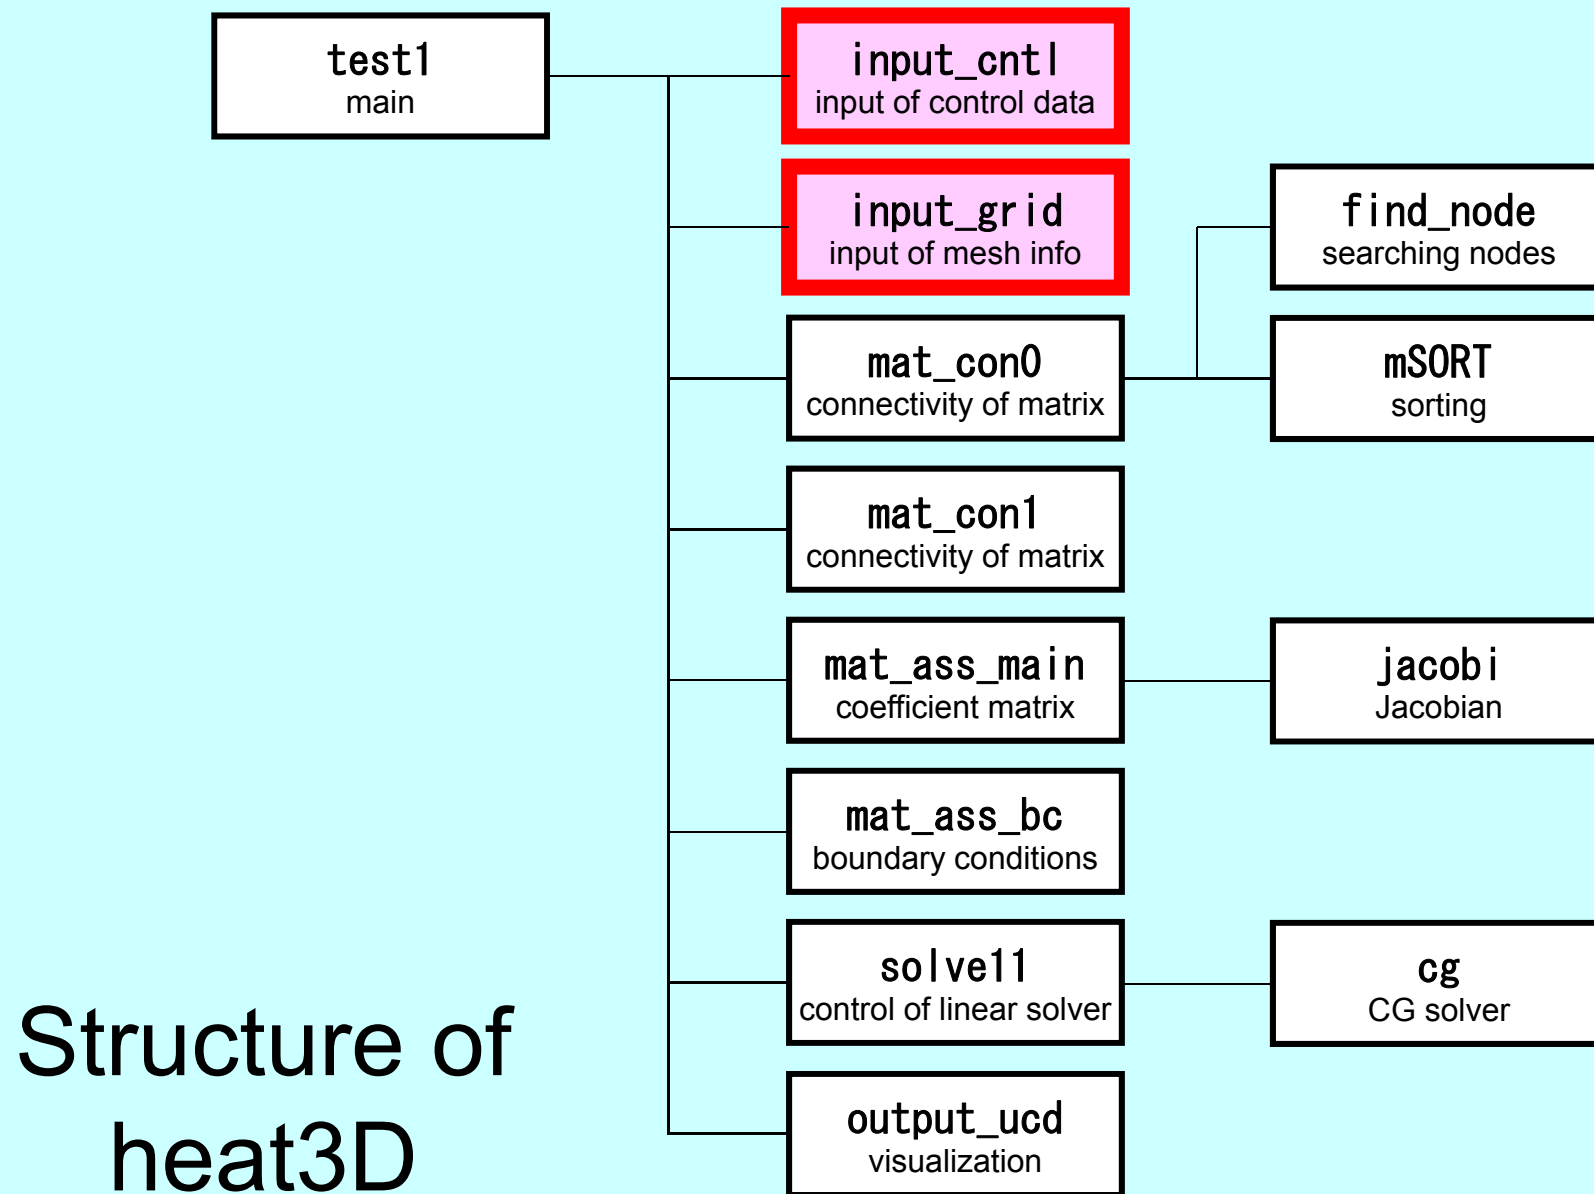 test1
main
input_cntl
input of control data
input_grid
input of mesh info
find_node
searching nodes
mat_con0
connectivity of matrix
mSORT
sorting
mat_con1
connectivity of matrix
mat_ass_main
coefficient matrix
jacobi
Jacobian
mat_ass_bc
boundary conditions
solve11
control of linear solver
cg
CG solver
output_ucd
visualization
Structure of
heat3D